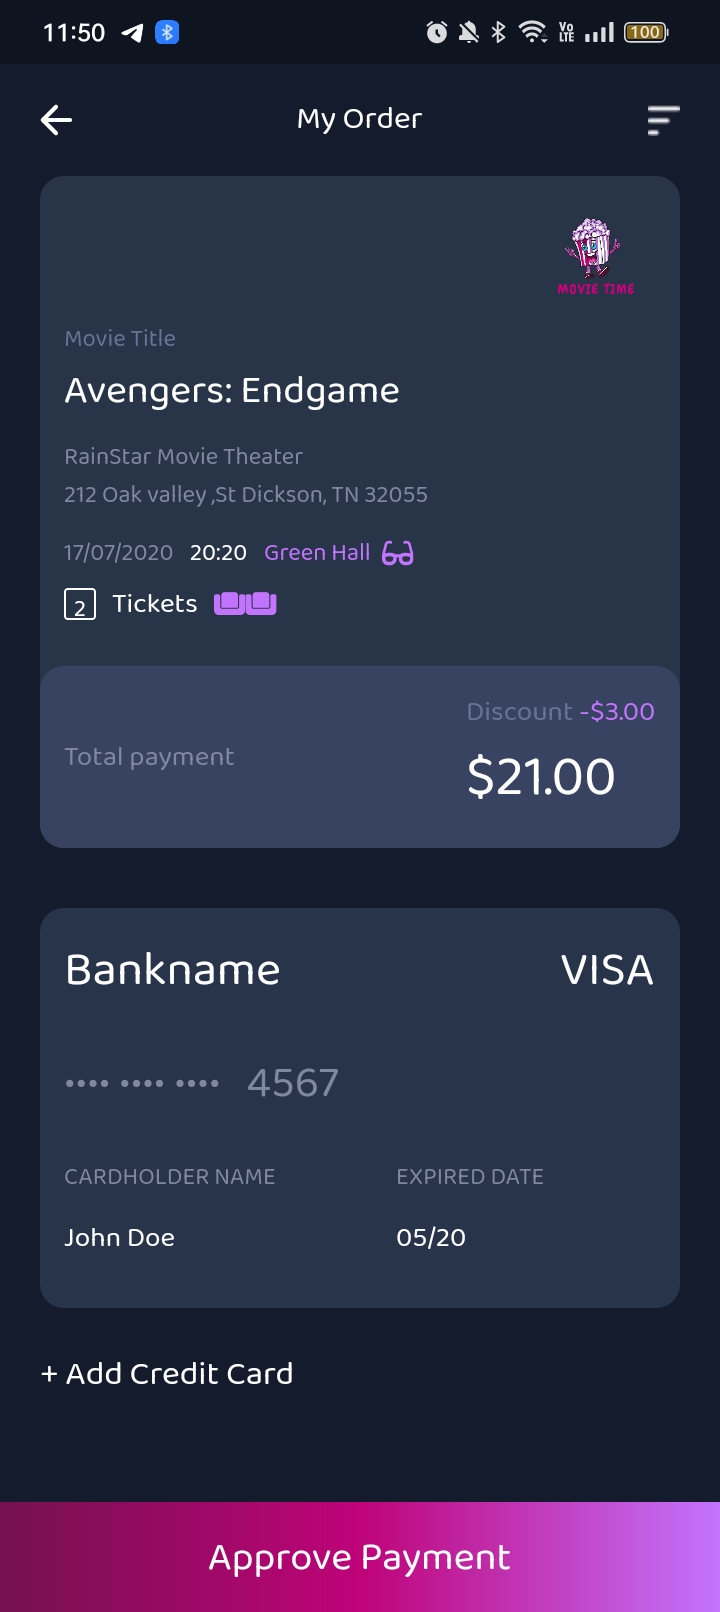 11:50 Vo LTE 100
My Order
MOVIE TIME
Movie Title
Avengers: Endgame
RainStar Movie Theater
212 Oak valley ,St Dickson, TN 32055
17/07/2020 20:20 Green Hall
2 Tickets
Discount -$3.00
Total payment
$21.00
Bankname VISA
•••• •••• •••• 4567
CARDHOLDER NAME EXPIRED DATE
John Doe 05/20
+ Add Credit Card
Approve Payment